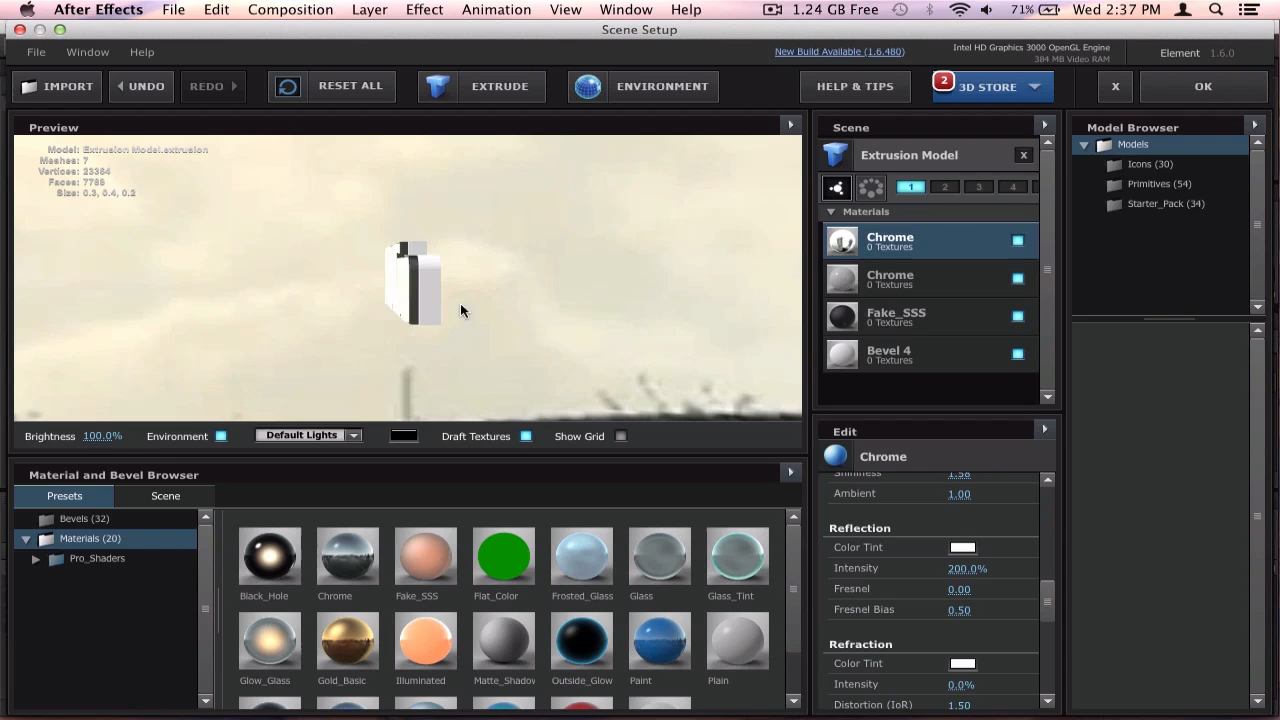 After Effects File Edit Composition Layer Effect Animation View Window Help 1.24 GB Free 71% Wed 2:37 PM
Scene Setup
File Window Help New Build Available (1.6.480) Intel HD Graphics 3000 OpenGL Engine
384 MB Video RAM
Element 1.6.0
IMPORT UNDO REDO RESET ALL EXTRUDE ENVIRONMENT HELP & TIPS 2 3D STORE X OK
Preview
Model: Extrusion Model.extrusion
Meshes: 7
Vertices: 23364
Faces: 7788
Size: 0.3, 0.4, 0.2
Brightness 100.0% Environment Default Lights Draft Textures Show Grid
Scene
Extrusion Model X
1 2 3 4
Materials
Chrome
0 Textures
Chrome
0 Textures
Fake_SSS
0 Textures
Bevel 4
0 Textures
Model Browser
Models
Icons (30)
Primitives (54)
Starter_Pack (34)
Material and Bevel Browser
Presets Scene
Bevels (32)
Materials (20)
Pro_Shaders
Black_Hole Chrome Fake_SSS Flat_Color Frosted_Glass Glass Glass_Tint
Glow_Glass Gold_Basic Illuminated Matte_Shadow Outside_Glow Paint Plain
Edit
Chrome
Shininess 1.58
Ambient 1.00
Reflection
Color Tint
Intensity 200.0%
Fresnel 0.00
Fresnel Bias 0.50
Refraction
Color Tint
Intensity 0.0%
Distortion (IoR) 1.50